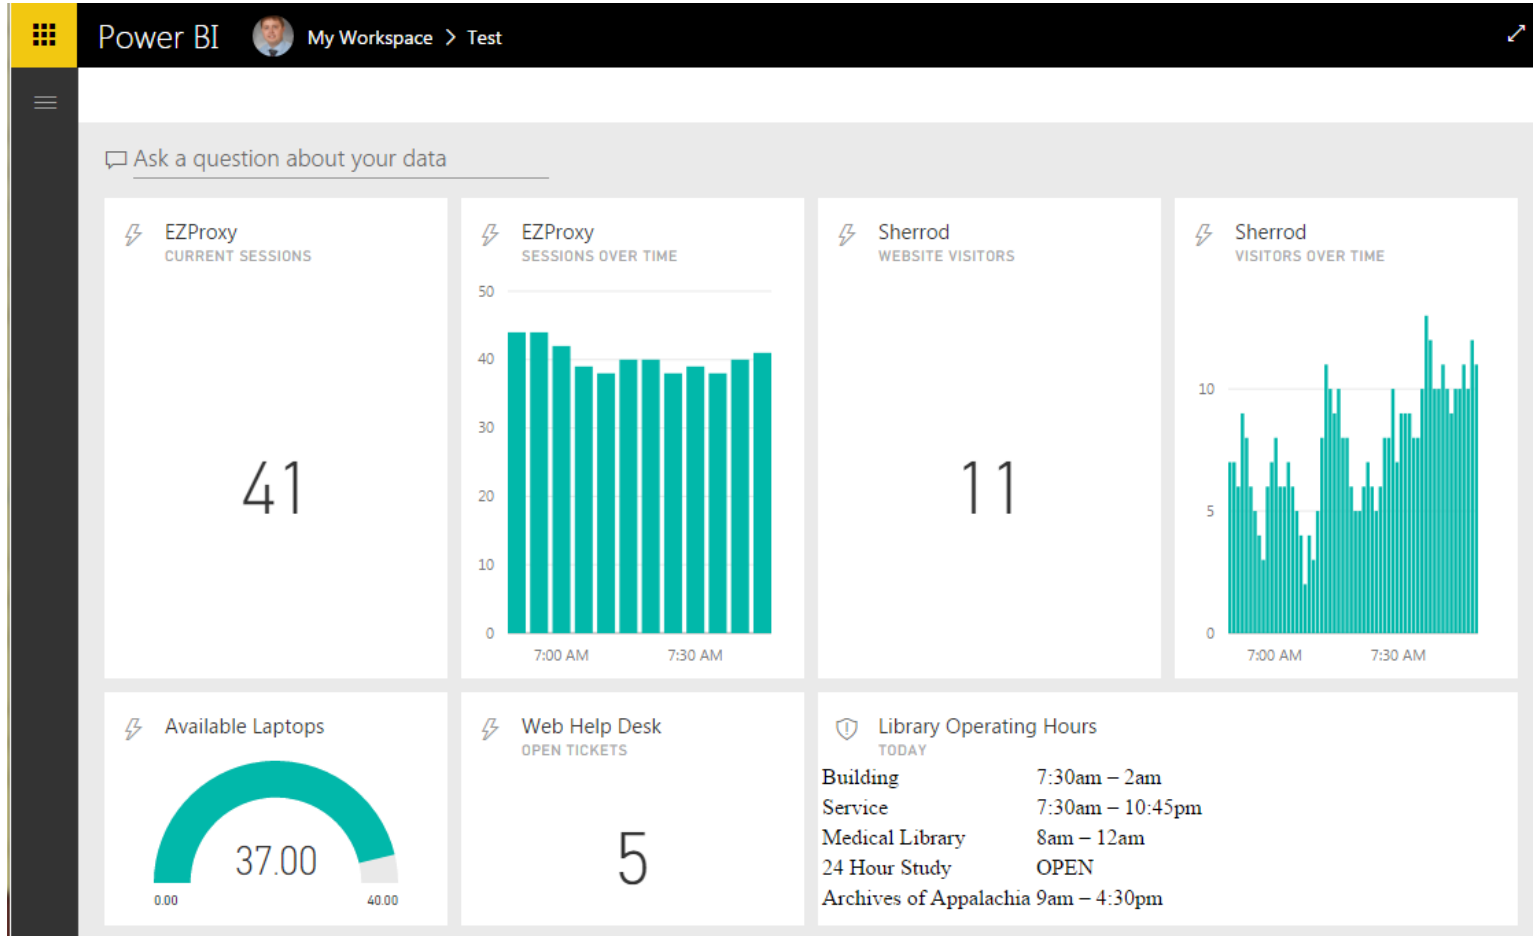 Power BI
My Workspace > Test
Ask a question about your data
EZProxy
CURRENT SESSIONS
41
EZProxy
SESSIONS OVER TIME
50
40
30
20
10
0
7:00 AM 7:30 AM
Sherrod
WEBSITE VISITORS
11
Sherrod
VISITORS OVER TIME
10
5
0
7:00 AM 7:30 AM
Available Laptops
37.00
0.00 40.00
Web Help Desk
OPEN TICKETS
5
Library Operating Hours
TODAY
Building 7:30am – 2am
Service 7:30am – 10:45pm
Medical Library 8am – 12am
24 Hour Study OPEN
Archives of Appalachia 9am – 4:30pm